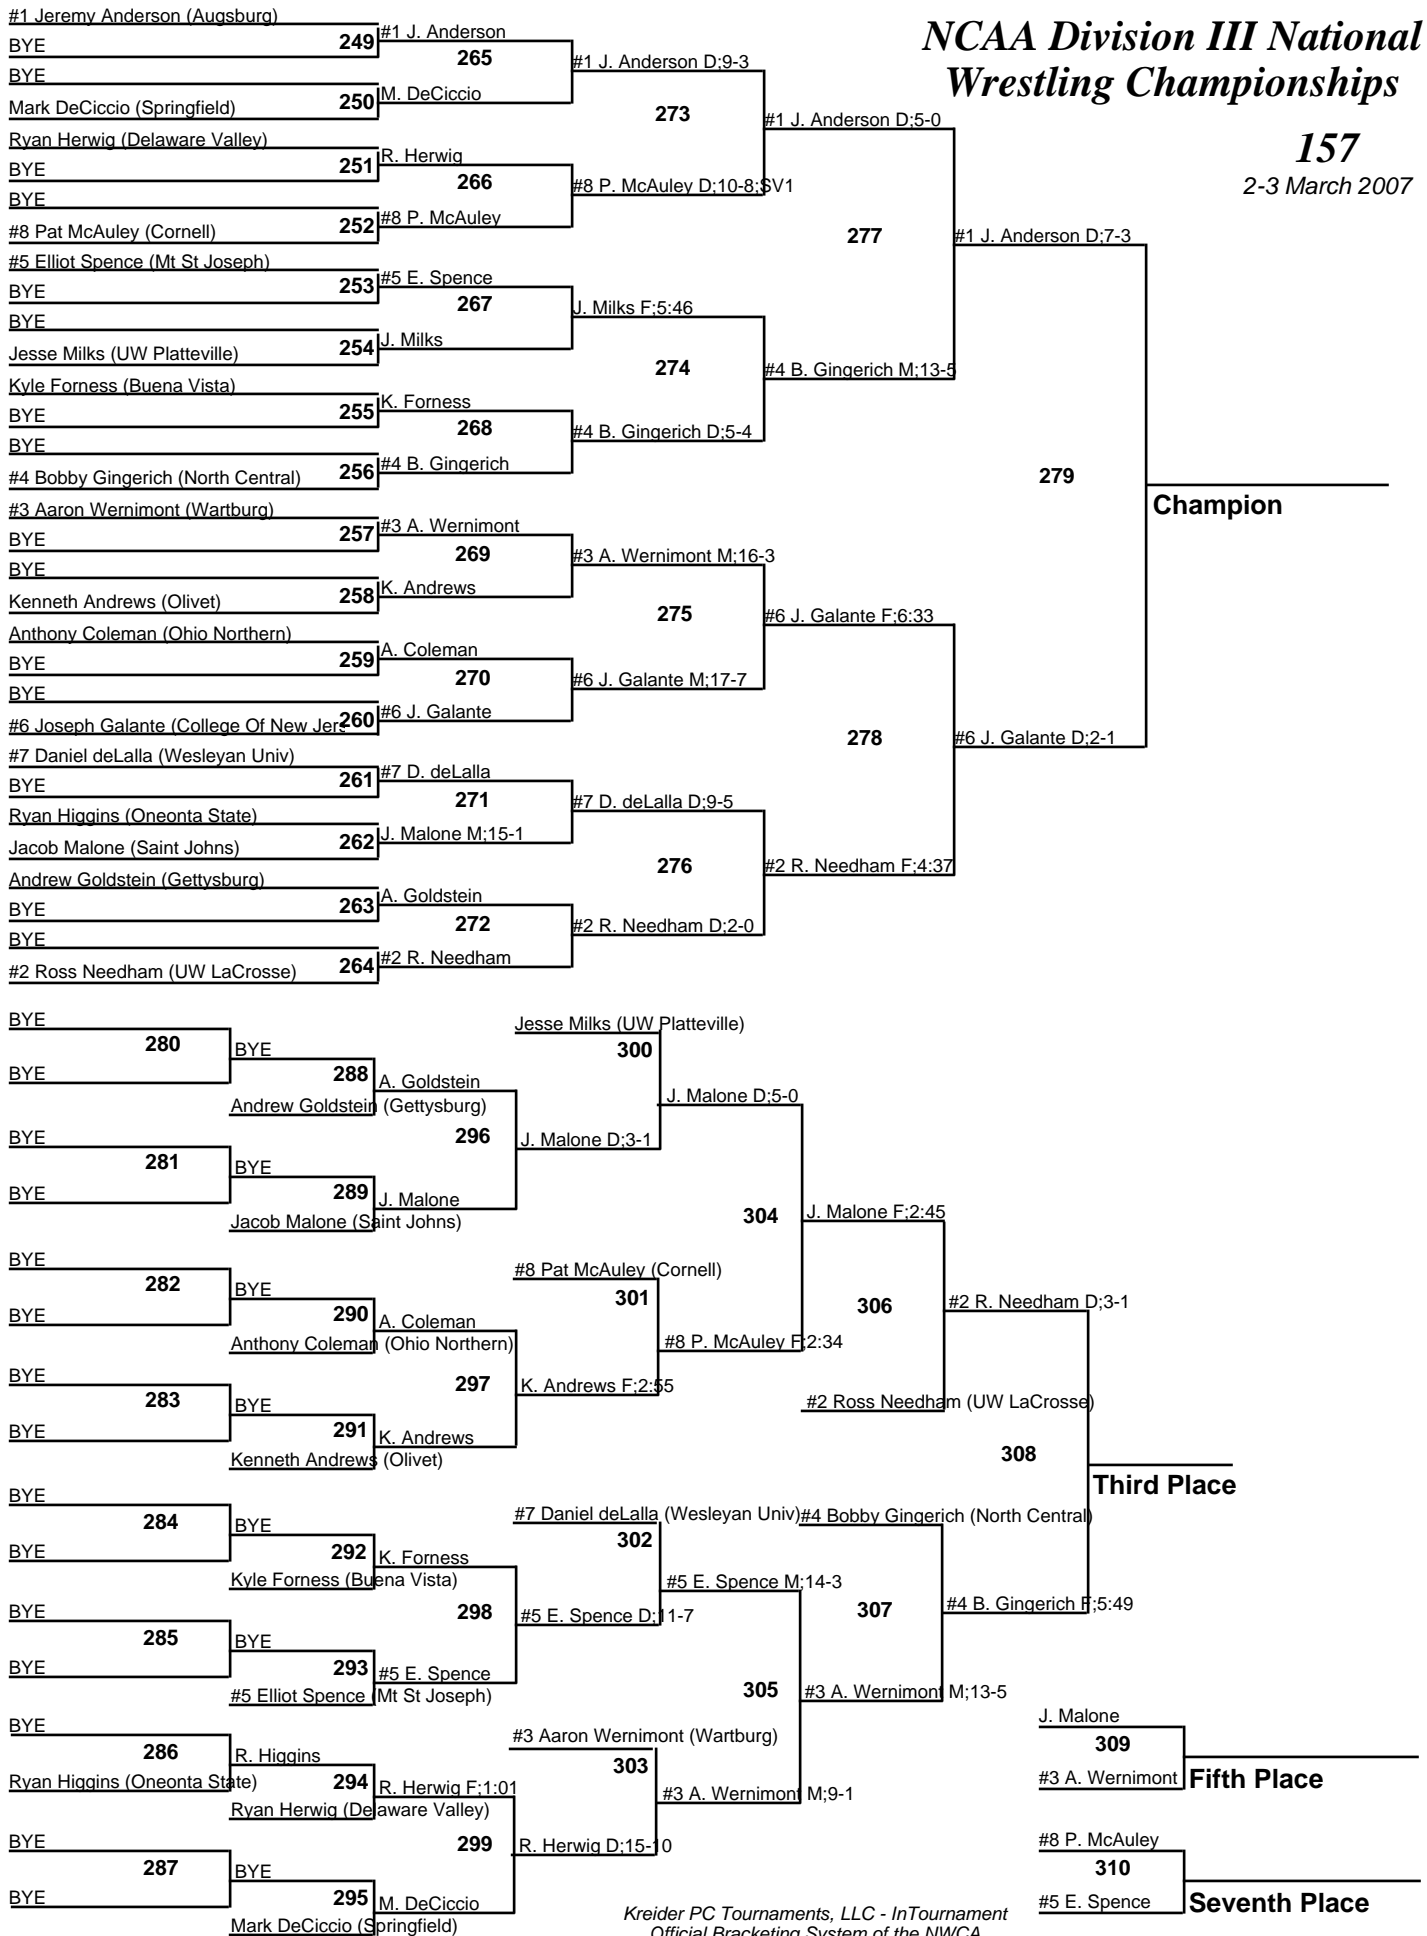 NCAA Division III National
Wrestling Championships
157
2-3 March 2007
#1 Jeremy Anderson (Augsburg)
BYE
249
#1 J. Anderson
265
BYE
Mark DeCiccio (Springfield)
250
M. DeCiccio
#1 J. Anderson D;9-3
273
Ryan Herwig (Delaware Valley)
BYE
251
R. Herwig
266
BYE
#8 Pat McAuley (Cornell)
252
#8 P. McAuley
#8 P. McAuley D;10-8;SV1
#1 J. Anderson D;5-0
277
#5 Elliot Spence (Mt St Joseph)
BYE
253
#5 E. Spence
267
BYE
Jesse Milks (UW Platteville)
254
J. Milks
J. Milks F;5:46
274
Kyle Forness (Buena Vista)
BYE
255
K. Forness
268
BYE
#4 Bobby Gingerich (North Central)
256
#4 B. Gingerich
#4 B. Gingerich D;5-4
#4 B. Gingerich M;13-5
#1 J. Anderson D;7-3
279
Champion
#3 Aaron Wernimont (Wartburg)
BYE
257
#3 A. Wernimont
269
BYE
Kenneth Andrews (Olivet)
258
K. Andrews
#3 A. Wernimont M;16-3
275
Anthony Coleman (Ohio Northern)
BYE
259
A. Coleman
270
BYE
#6 Joseph Galante (College Of New Jers
260
#6 J. Galante
#6 J. Galante M;17-7
#6 J. Galante F;6:33
278
#6 J. Galante D;2-1
#7 Daniel deLalla (Wesleyan Univ)
BYE
261
#7 D. deLalla
271
Ryan Higgins (Oneonta State)
Jacob Malone (Saint Johns)
262
J. Malone M;15-1
#7 D. deLalla D;9-5
276
#2 R. Needham F;4:37
Andrew Goldstein (Gettysburg)
BYE
263
A. Goldstein
272
BYE
#2 Ross Needham (UW LaCrosse)
264
#2 R. Needham
#2 R. Needham D;2-0
BYE
280
BYE
BYE
288
Andrew Goldstein (Gettysburg)
A. Goldstein
296
BYE
281
BYE
BYE
289
Jacob Malone (Saint Johns)
J. Malone
J. Malone D;3-1
Jesse Milks (UW Platteville)
300
J. Malone D;5-0
304
BYE
282
BYE
BYE
290
Anthony Coleman (Ohio Northern)
A. Coleman
297
BYE
283
BYE
BYE
291
Kenneth Andrews (Olivet)
K. Andrews
K. Andrews F;2:55
#8 Pat McAuley (Cornell)
301
#8 P. McAuley F;2:34
J. Malone F;2:45
306
#2 Ross Needham (UW LaCrosse)
#2 R. Needham D;3-1
308
Third Place
BYE
284
BYE
BYE
292
Kyle Forness (Buena Vista)
K. Forness
298
BYE
285
BYE
BYE
293
#5 Elliot Spence (Mt St Joseph)
#5 E. Spence
#5 E. Spence D;11-7
#7 Daniel deLalla (Wesleyan Univ)
302
#5 E. Spence M;14-3
305
#4 Bobby Gingerich (North Central)
307
#4 B. Gingerich F;5:49
#3 A. Wernimont M;13-5
BYE
286
Ryan Higgins (Oneonta State)
R. Higgins
294
Ryan Herwig (Delaware Valley)
R. Herwig F;1:01
299
BYE
287
BYE
BYE
295
Mark DeCiccio (Springfield)
M. DeCiccio
R. Herwig D;15-10
#3 Aaron Wernimont (Wartburg)
303
#3 A. Wernimont M;9-1
J. Malone
309
#3 A. Wernimont
Fifth Place
#8 P. McAuley
310
#5 E. Spence
Seventh Place
Kreider PC Tournaments, LLC - InTournament
Official Bracketing System of the NWCA